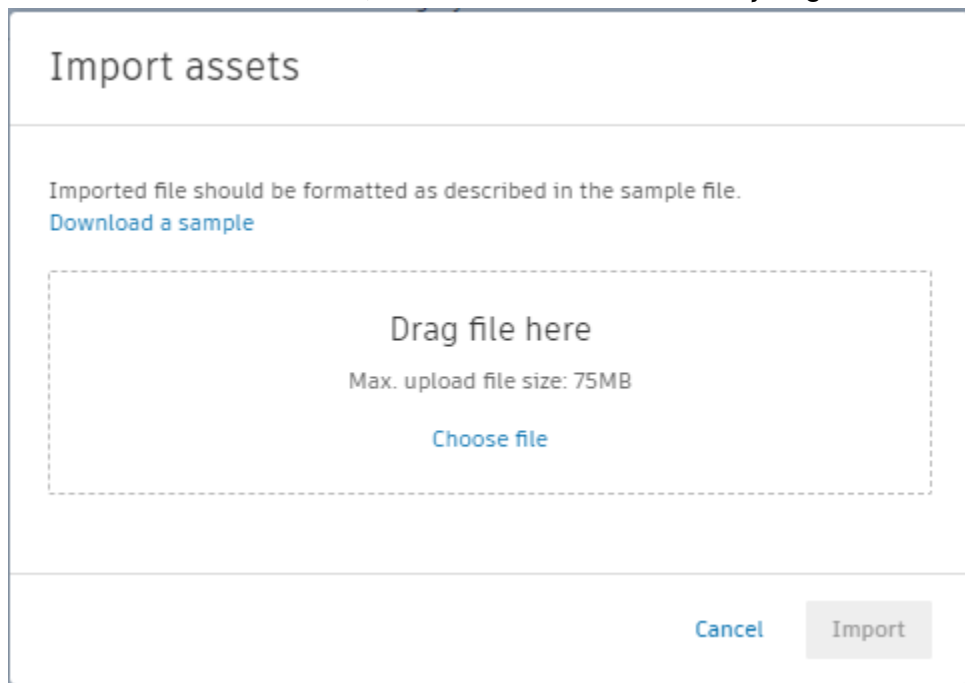 Import assets
Imported file should be formatted as described in the sample file.
Download a sample
Drag file here
Max. upload file size: 75MB
Choose file
Cancel
Import